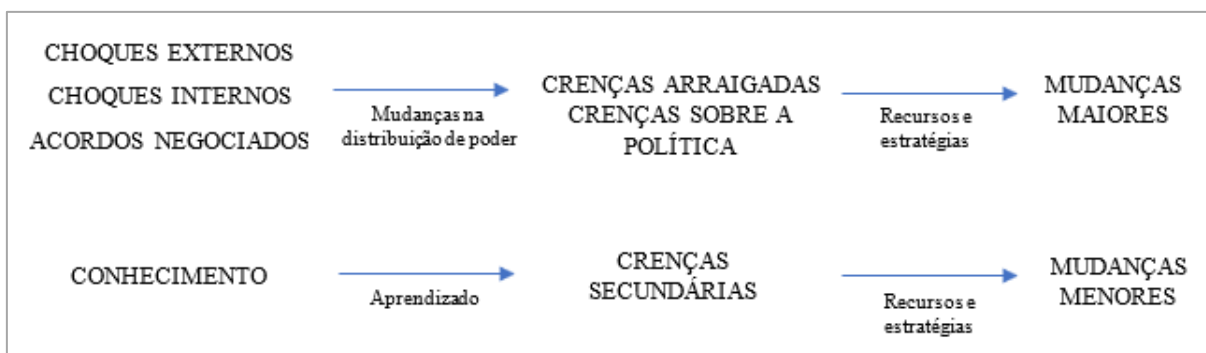 CHOQUES EXTERNOS
CHOQUES INTERNOS
ACORDOS NEGOCIADOS
Mudanças na
distribuição de poder
CRENÇAS ARRAIGADAS
CRENÇAS SOBRE A
POLÍTICA
Recursos e
estratégias
MUDANÇAS
MAIORES
CONHECIMENTO
Aprendizado
CRENÇAS
SECUNDÁRIAS
Recursos e
estratégias
MUDANÇAS
MENORES